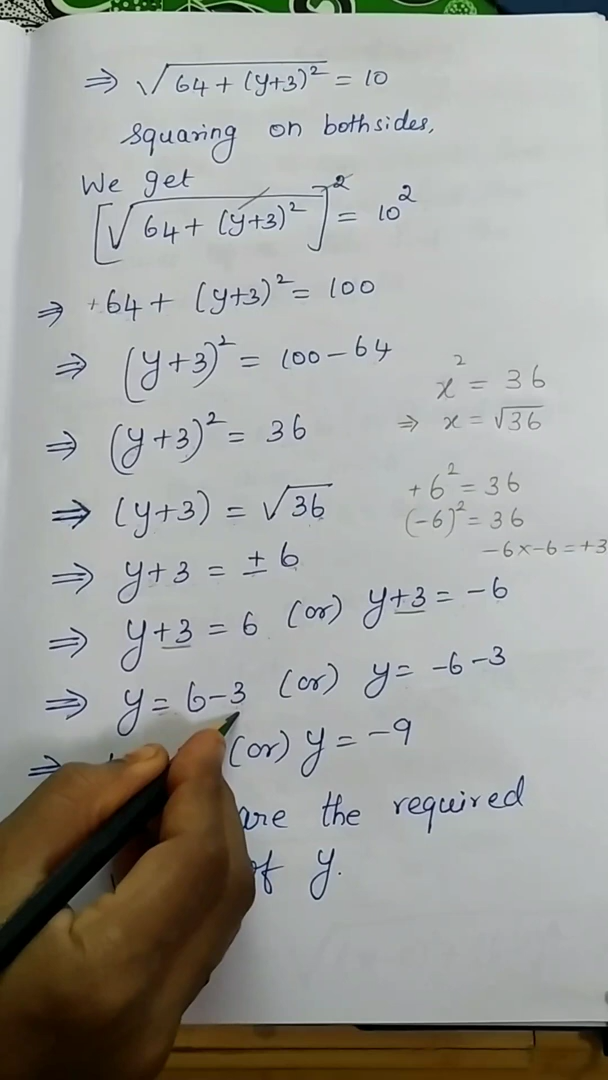 ⇒ √64 + (y+3)² = 10
Squaring on bothsides,
We get
[√64 + (y+3)²]² = 10²
⇒ +64 + (y+3)² = 100
⇒ (y+3)² = 100 - 64
⇒ (y+3)² = 36
⇒ (y+3) = √36
⇒ y+3 = ± 6
⇒ y+3 = 6 (or) y+3 = -6
⇒ y = 6-3 (or) y = -6-3
⇒ (or) y = -9
are the required
of y.
x² = 36
⇒ x = √36
+6² = 36
(-6)² = 36
-6×-6=+3